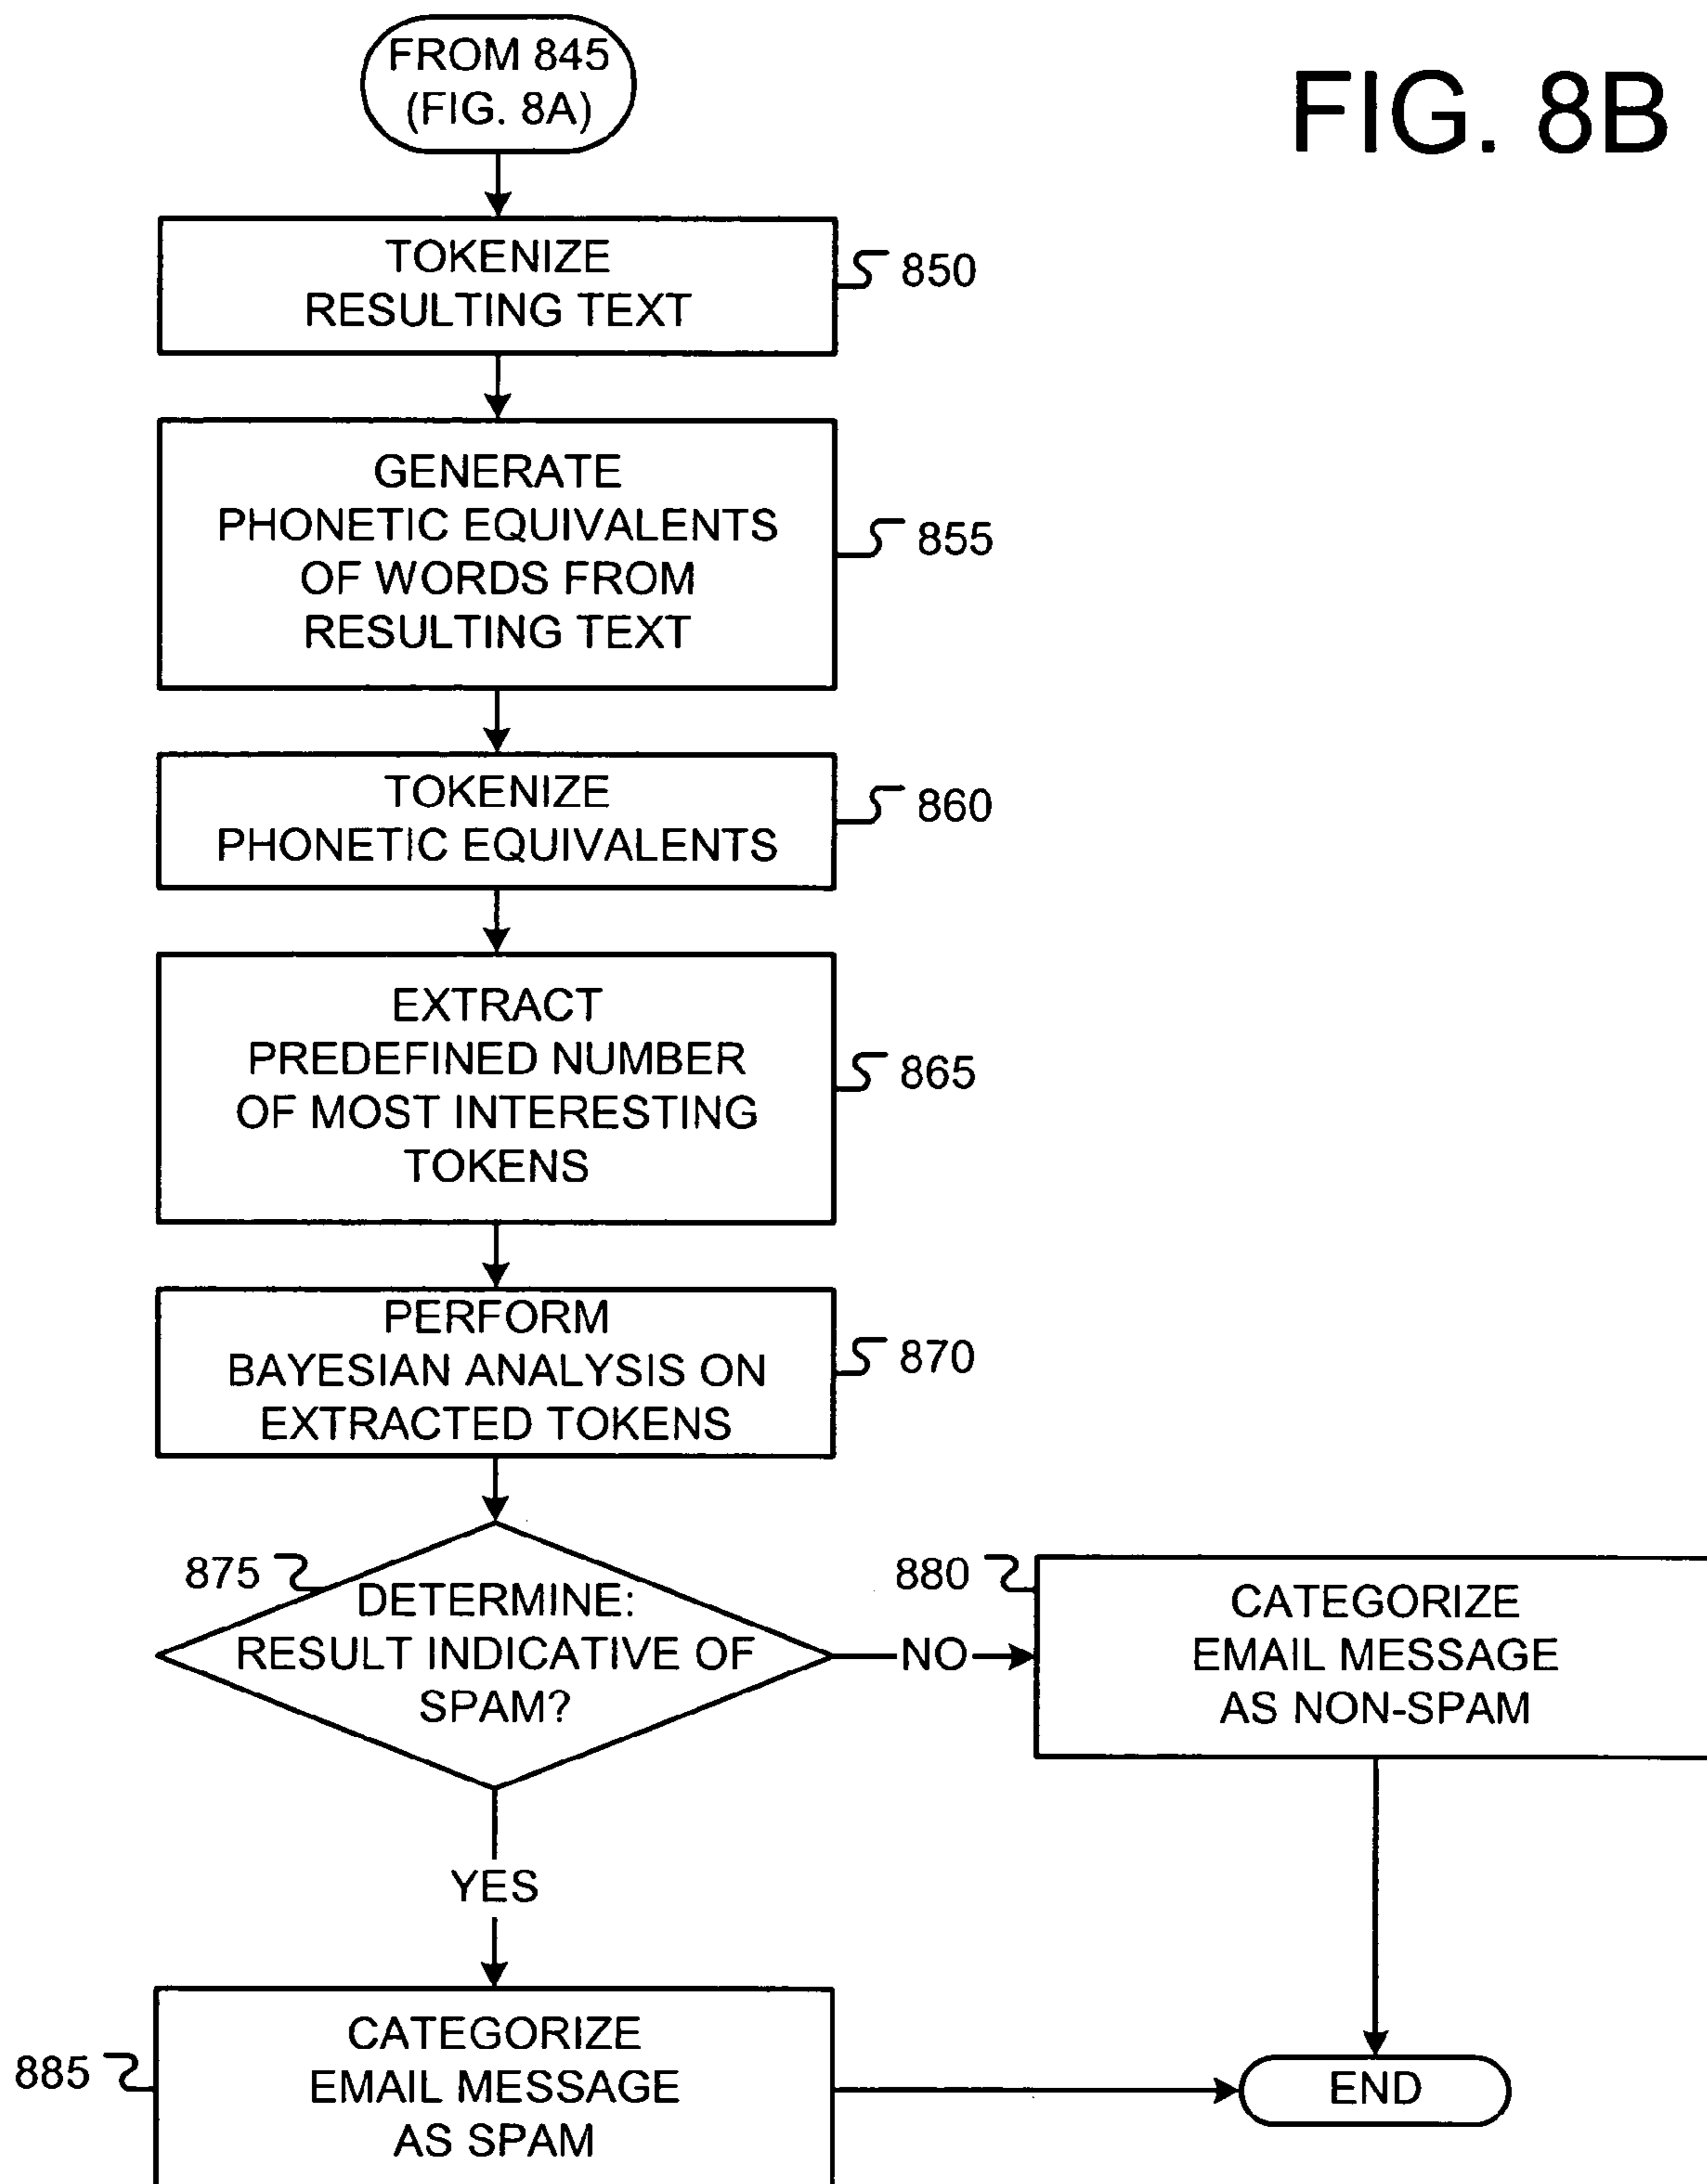 FROM 845
(FIG. 8A)
FIG. 8B
TOKENIZE
RESULTING TEXT
850
GENERATE
PHONETIC EQUIVALENTS
OF WORDS FROM
RESULTING TEXT
855
TOKENIZE
PHONETIC EQUIVALENTS
860
EXTRACT
PREDEFINED NUMBER
OF MOST INTERESTING
TOKENS
865
PERFORM
BAYESIAN ANALYSIS ON
EXTRACTED TOKENS
870
875
DETERMINE:
RESULT INDICATIVE OF
SPAM?
NO
880
CATEGORIZE
EMAIL MESSAGE
AS NON-SPAM
YES
885
CATEGORIZE
EMAIL MESSAGE
AS SPAM
END